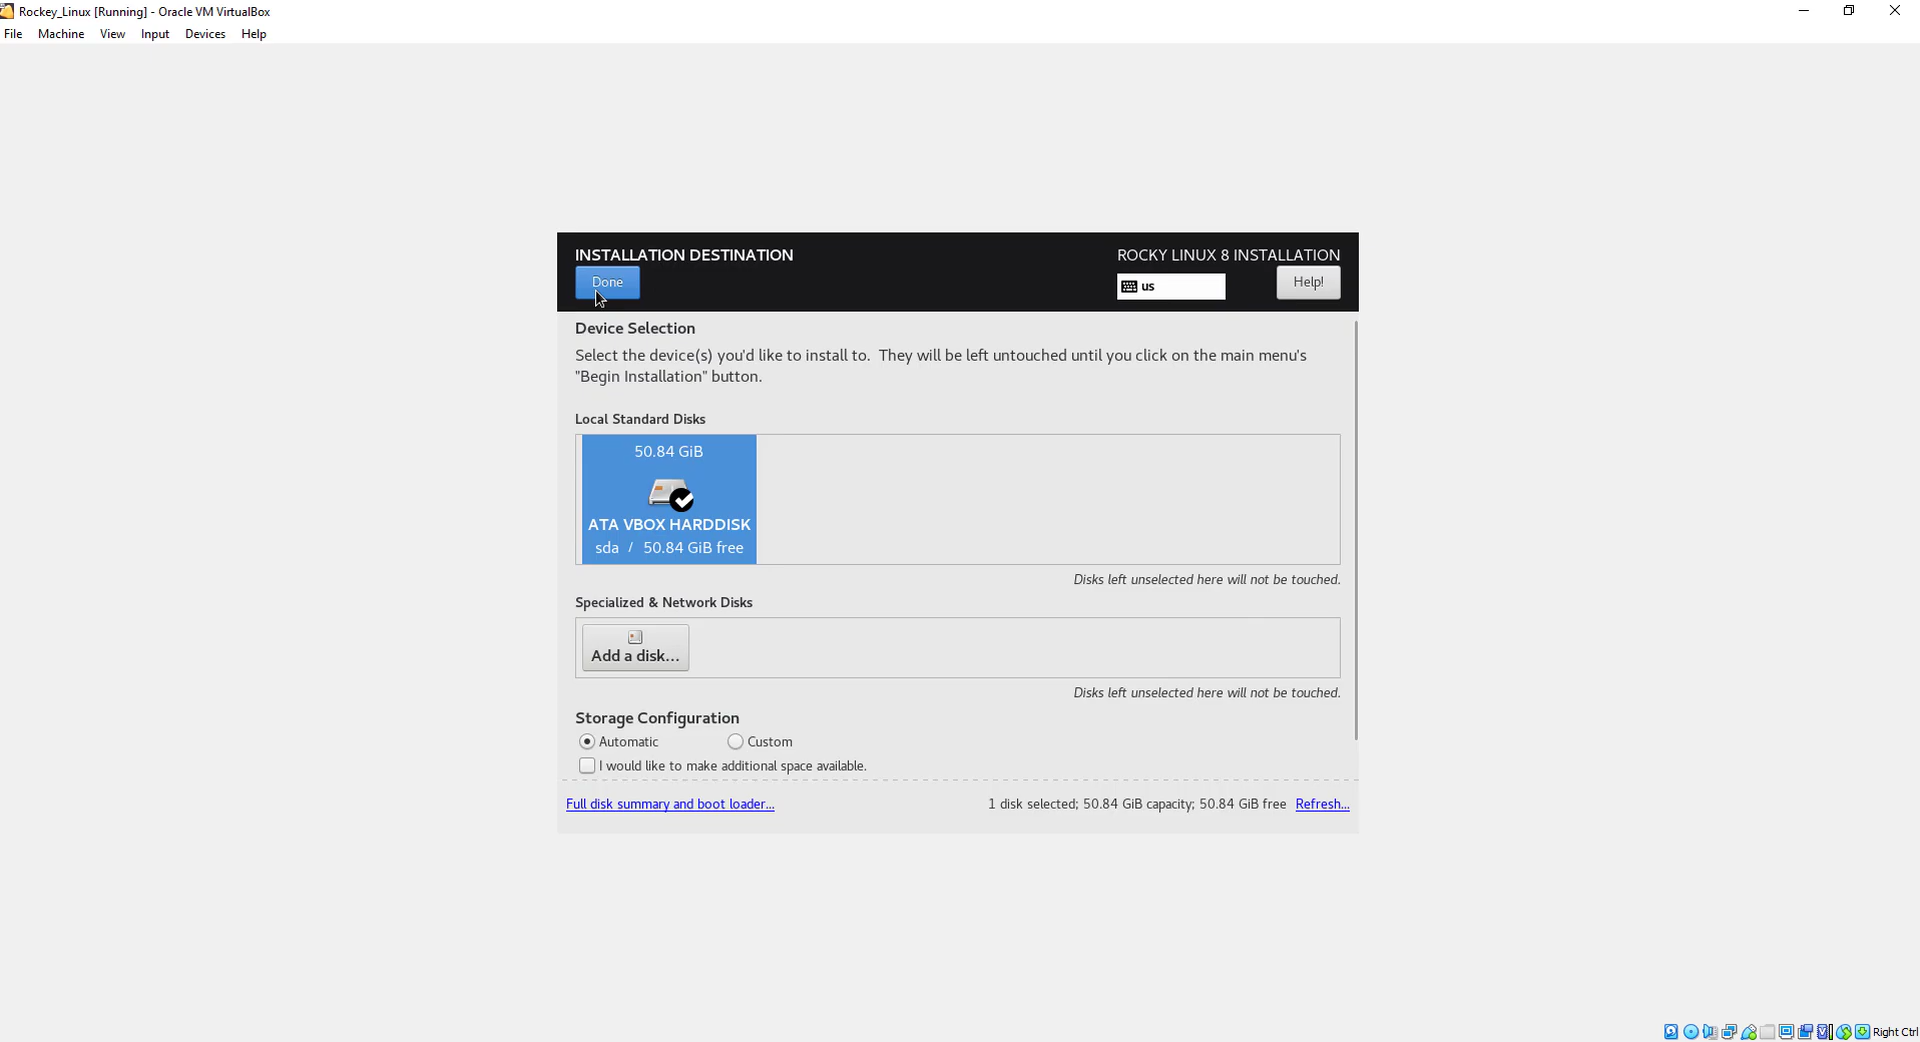 Rockey_Linux [Running] - Oracle VM VirtualBox
File Machine View Input Devices Help
INSTALLATION DESTINATION
ROCKY LINUX 8 INSTALLATION
Done
us
Help!
Device Selection
Select the device(s) you'd like to install to. They will be left untouched until you click on the main menu's
"Begin Installation" button.
Local Standard Disks
50.84 GiB
ATA VBOX HARDDISK
sda / 50.84 GiB free
Disks left unselected here will not be touched.
Specialized & Network Disks
Add a disk...
Disks left unselected here will not be touched.
Storage Configuration
Automatic Custom
I would like to make additional space available.
Full disk summary and boot loader...
1 disk selected; 50.84 GiB capacity; 50.84 GiB free Refresh...
Right Ctrl